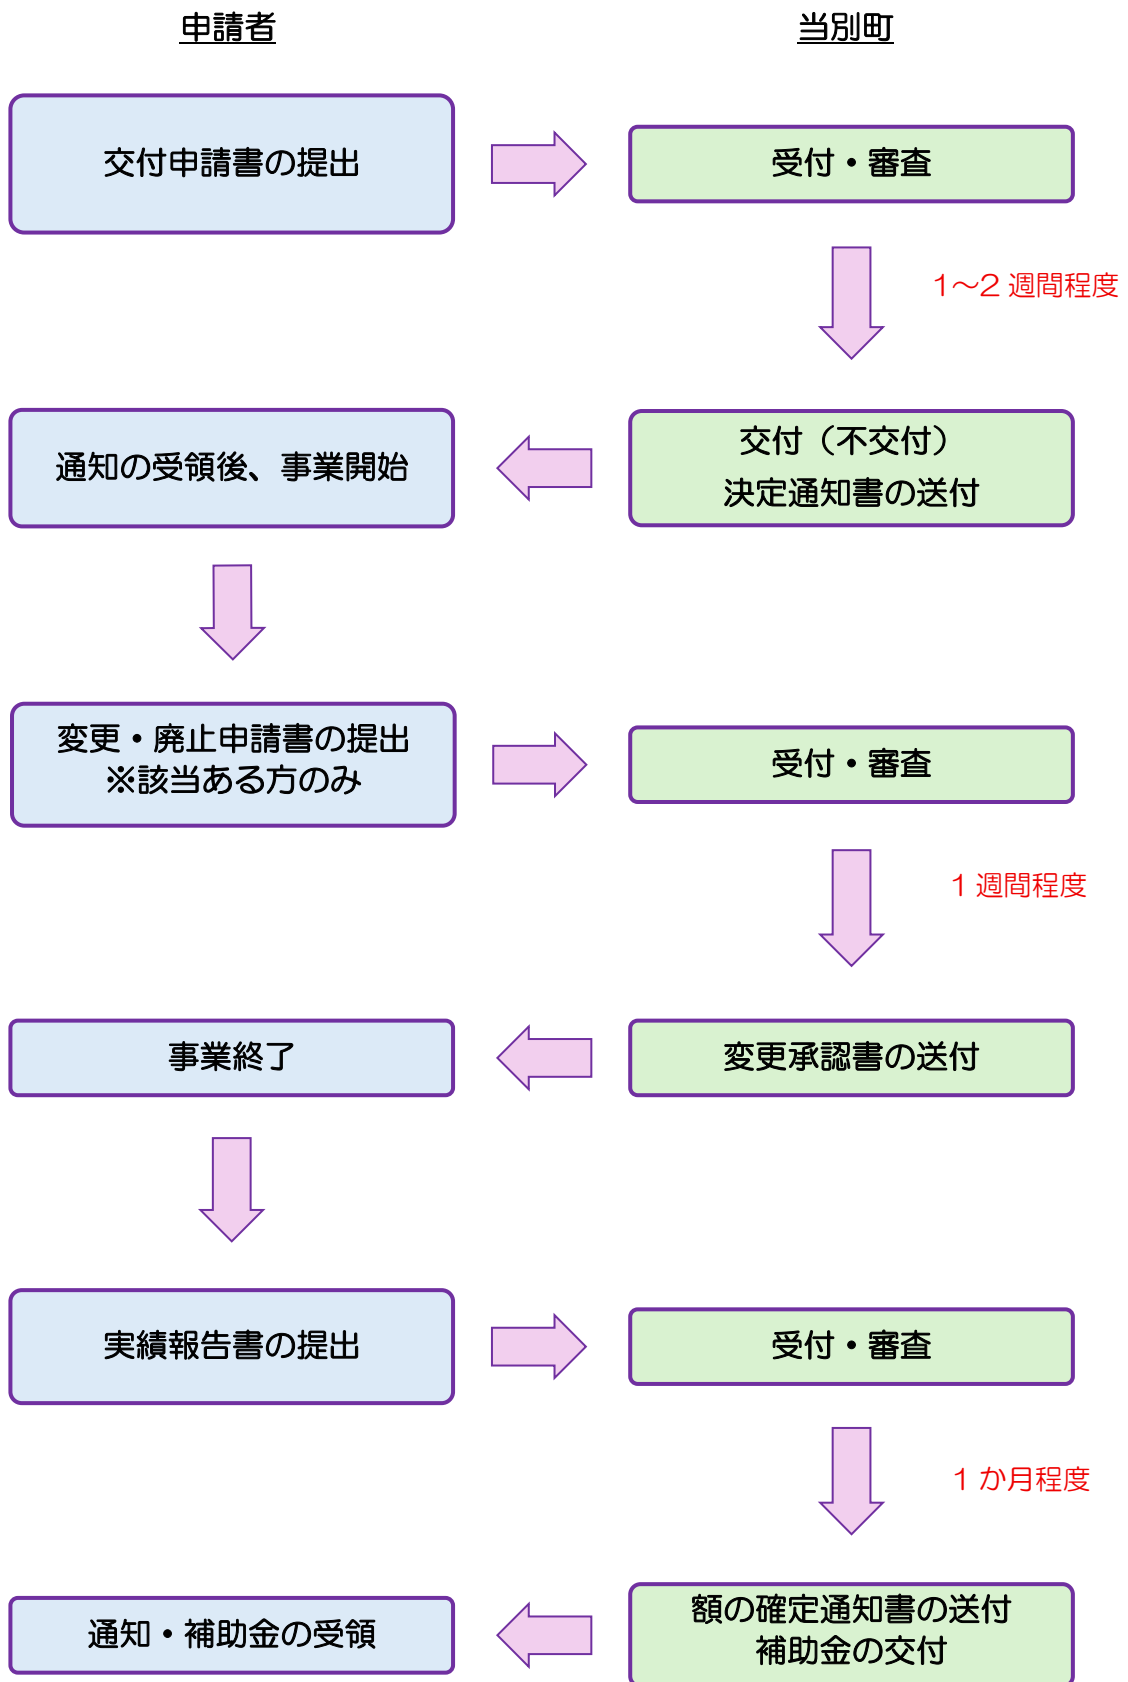 申請者
当別町
交付申請書の提出
受付・審査
1～2 週間程度
交付（不交付）
決定通知書の送付
通知の受領後、事業開始
変更・廃止申請書の提出
※該当ある方のみ
受付・審査
1 週間程度
変更承認書の送付
事業終了
実績報告書の提出
受付・審査
1 か月程度
額の確定通知書の送付
補助金の交付
通知・補助金の受領